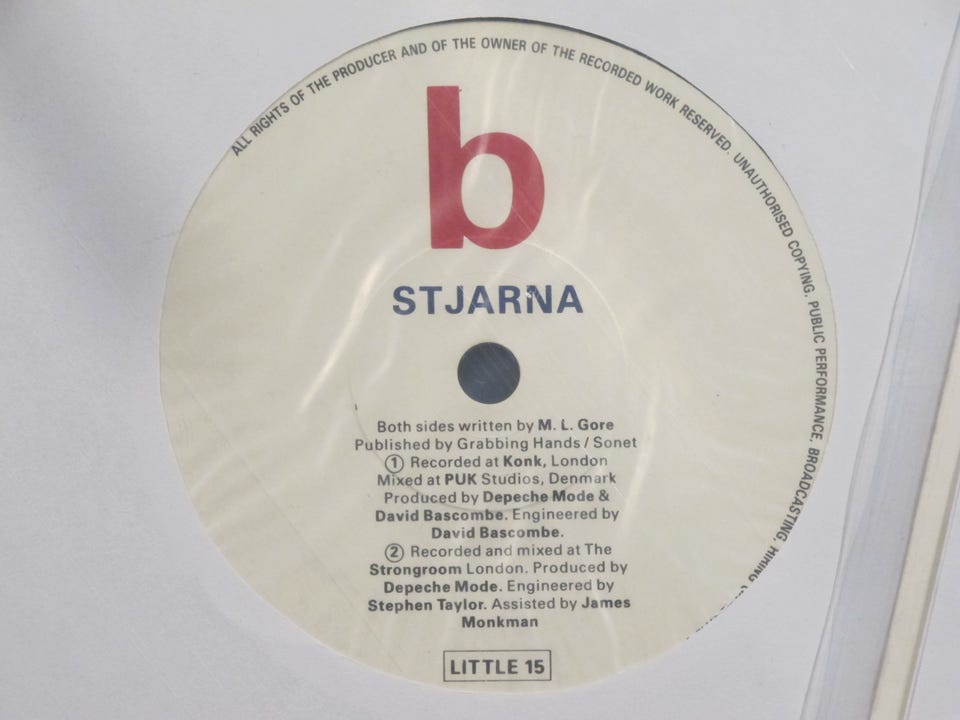 ALL RIGHTS OF THE PRODUCER AND OF THE OWNER OF THE RECORDED WORK RESERVED. UNAUTHORISED COPYING, PUBLIC PERFORMANCE, BROADCASTING, HIRING
b
STJARNA
Both sides written by M. L. Gore
Published by Grabbing Hands / Sonet
① Recorded at Konk, London
Mixed at PUK Studios, Denmark
Produced by Depeche Mode &
David Bascombe. Engineered by
David Bascombe.
② Recorded and mixed at The
Strongroom London. Produced by
Depeche Mode. Engineered by
Stephen Taylor. Assisted by James
Monkman
LITTLE 15